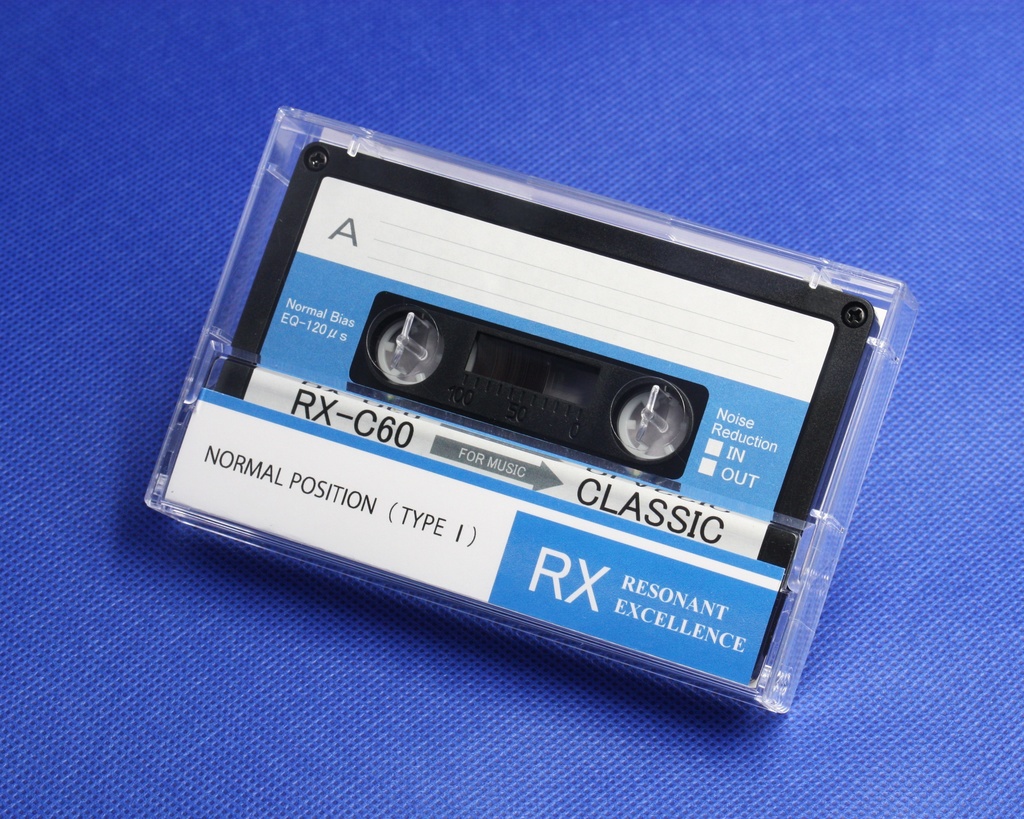 A
Normal Bias
EQ-120μs
100 50 0
Noise
Reduction
IN
OUT
RX-C60
FOR MUSIC
CLASSIC
NORMAL POSITION (TYPE I)
RX
RESONANT
EXCELLENCE